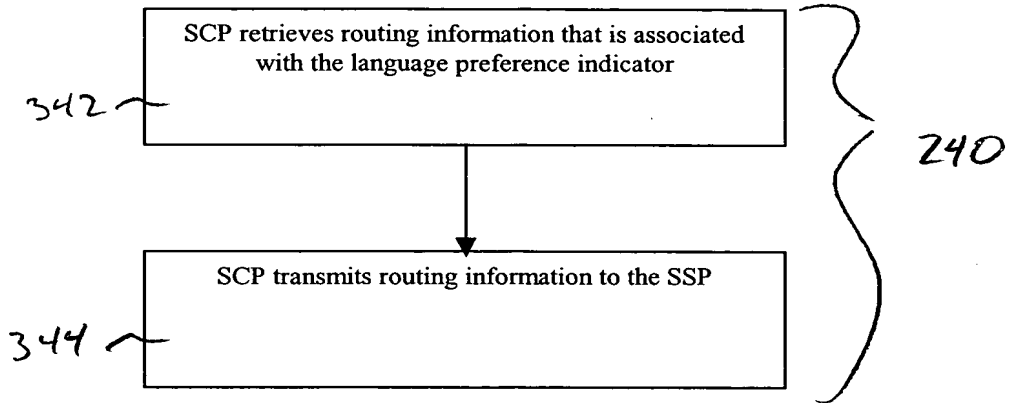 SCP retrieves routing information that is associated
with the language preference indicator
342
240
SCP transmits routing information to the SSP
344